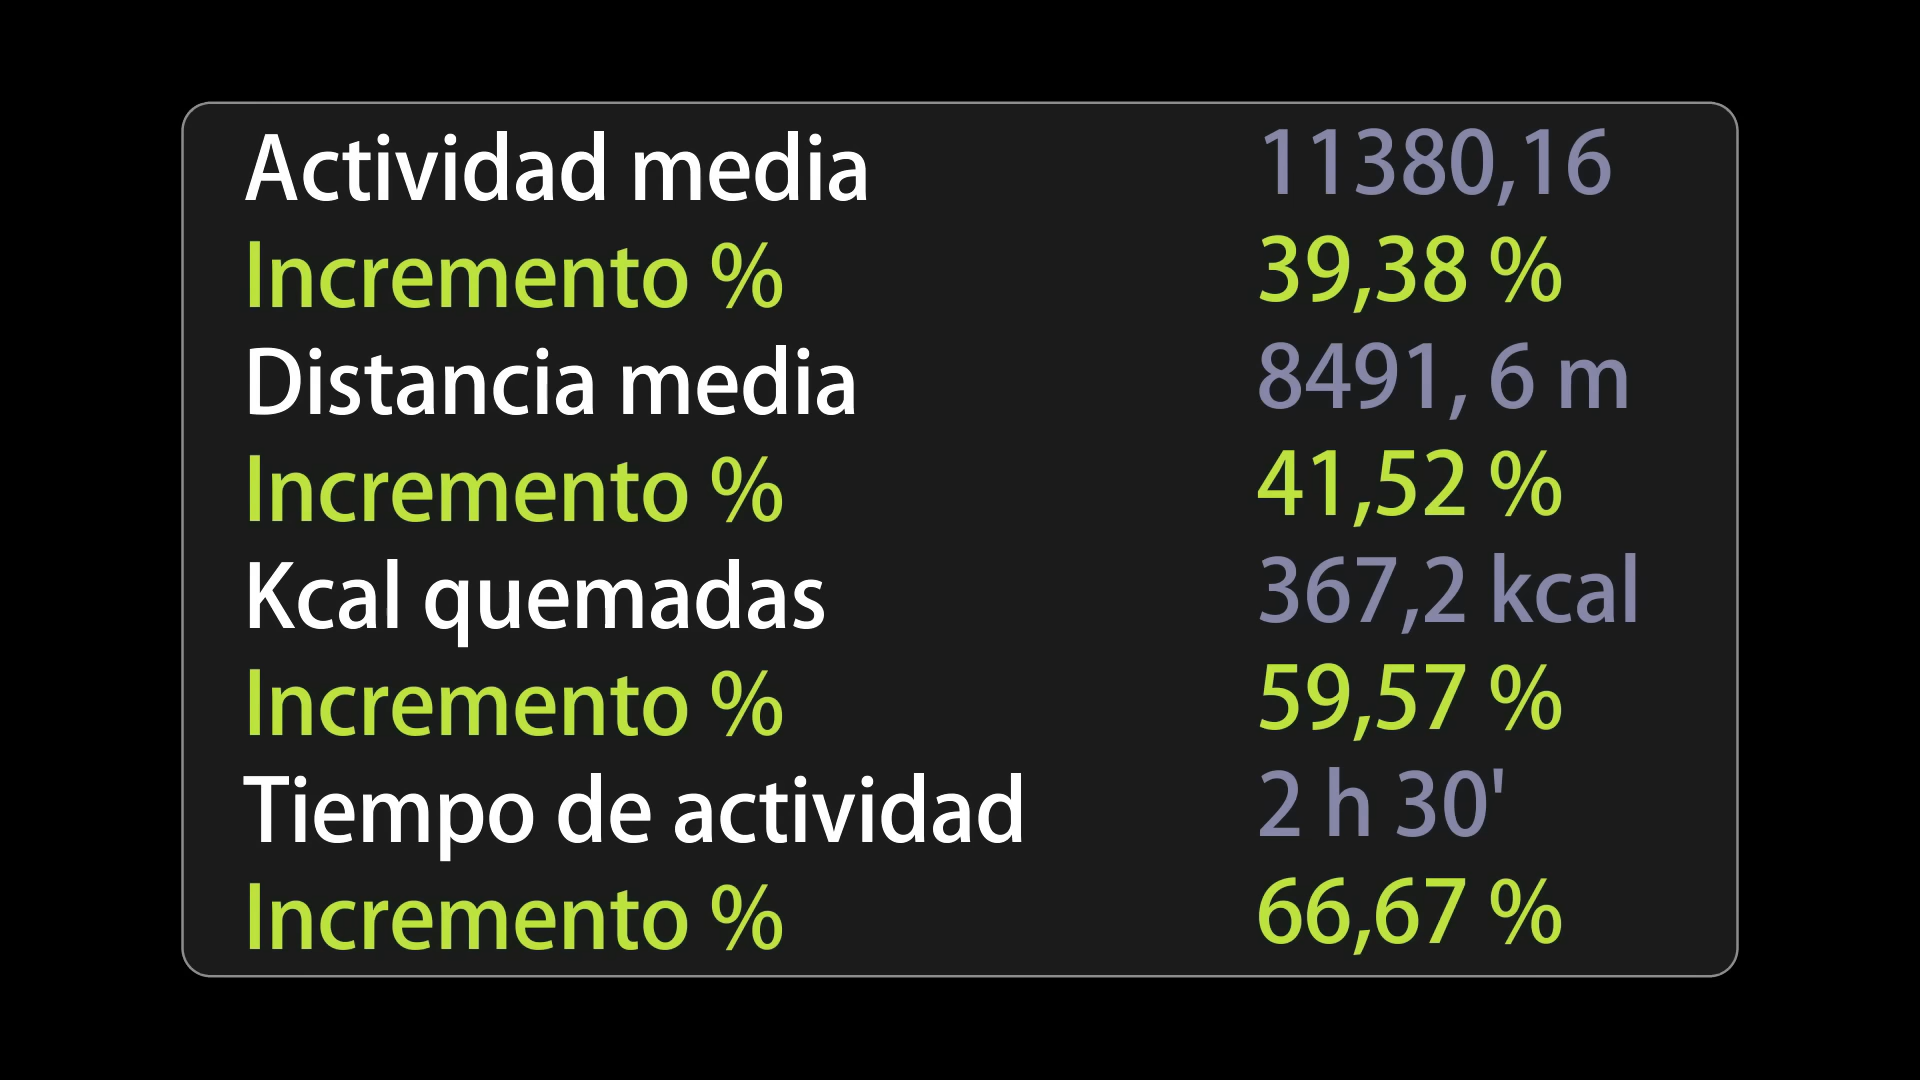 Actividad media 11380,16
Incremento % 39,38 %
Distancia media 8491, 6 m
Incremento % 41,52 %
Kcal quemadas 367,2 kcal
Incremento % 59,57 %
Tiempo de actividad 2 h 30'
Incremento % 66,67 %